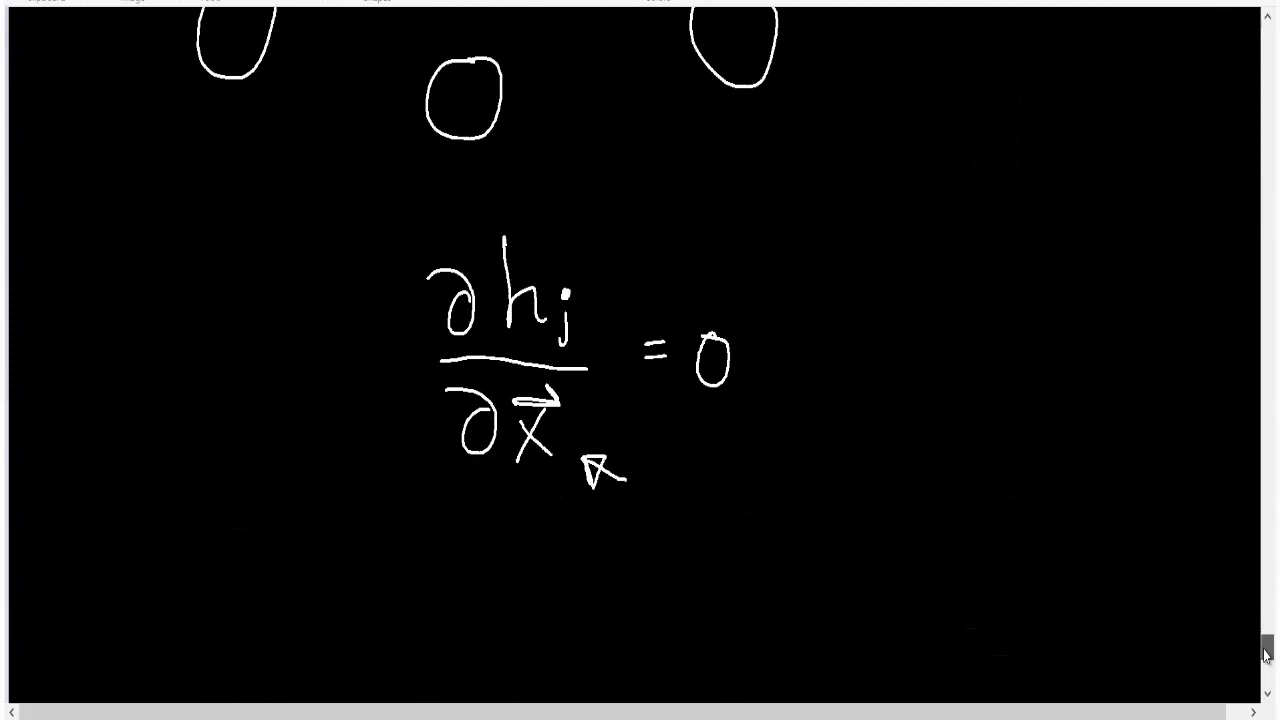 ∂hj
= 0
∂x⃗